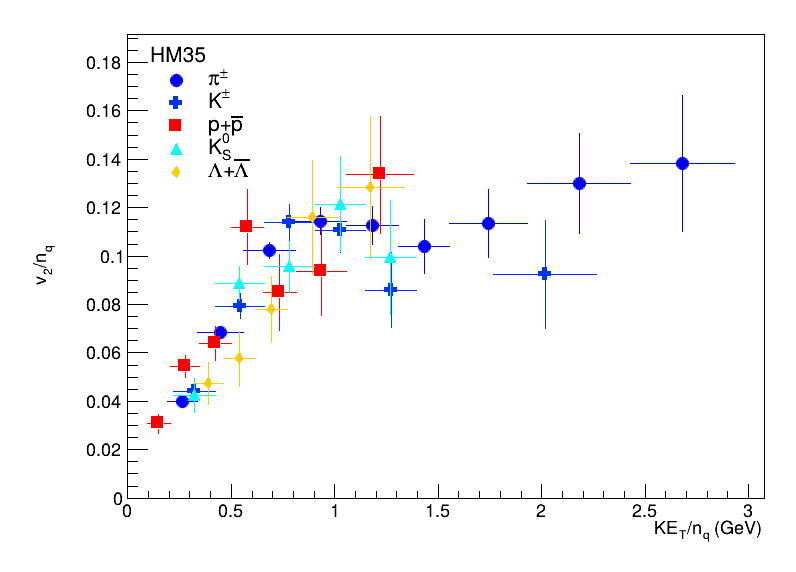 HM35
π±
K±
p+p̅
K⁰S
Λ+Λ̅
v₂/nq
0.18
0.16
0.14
0.12
0.1
0.08
0.06
0.04
0.02
0
0 0.5 1 1.5 2 2.5 3
KET/nq (GeV)